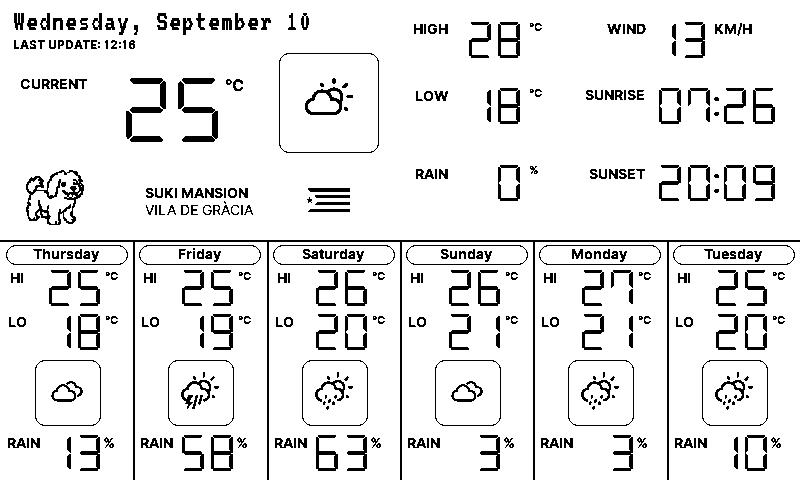 Wednesday, September 10
LAST UPDATE: 12:16
CURRENT 25 °C
SUKI MANSION
VILA DE GRÀCIA
HIGH 28 °C
LOW 18 °C
RAIN 0 %
WIND 13 KM/H
SUNRISE 07:26
SUNSET 20:09
Thursday
HI 25 °C
LO 18 °C
RAIN 13 %
Friday
HI 25 °C
LO 19 °C
RAIN 58 %
Saturday
HI 26 °C
LO 20 °C
RAIN 63 %
Sunday
HI 26 °C
LO 21 °C
RAIN 3 %
Monday
HI 27 °C
LO 21 °C
RAIN 3 %
Tuesday
HI 25 °C
LO 20 °C
RAIN 10 %